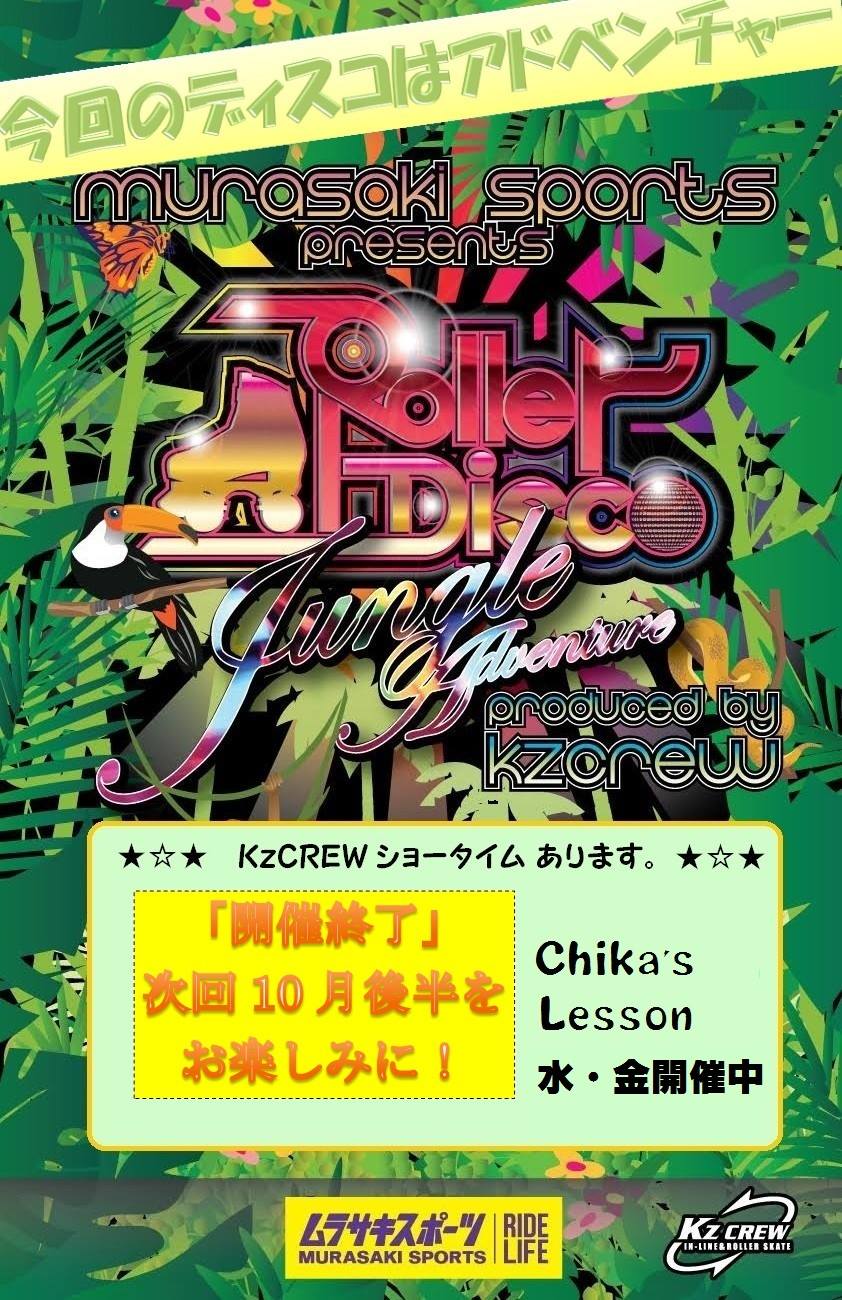 今回のディスコはアドベンチャー
murasaki sports
presents
Roller
Disco
Jungle
Adventure
produced by
kzcrew
★☆★ KzCREW ショータイム あります。 ★☆★
「開催終了」
次回 10 月後半を
お楽しみに！
Chika's
Lesson
水・金開催中
ムラサキスポーツ
MURASAKI SPORTS
RIDE
LIFE
Kz CREW
IN-LINE&ROLLER SKATE